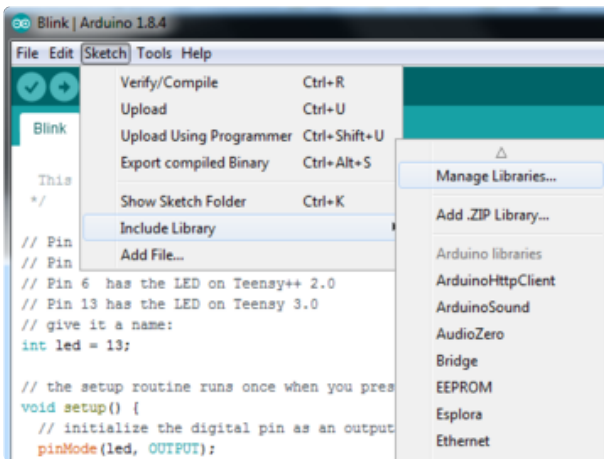 Blink | Arduino 1.8.4
File Edit Sketch Tools Help
Verify/Compile Ctrl+R
Upload Ctrl+U
Upload Using Programmer Ctrl+Shift+U
Export compiled Binary Ctrl+Alt+S
Show Sketch Folder Ctrl+K
Include Library
Add File...
Manage Libraries...
Add .ZIP Library...
Arduino libraries
ArduinoHttpClient
ArduinoSound
AudioZero
Bridge
EEPROM
Esplora
Ethernet
Blink
This
*/
// Pin
// Pin
// Pin 6 has the LED on Teensy++ 2.0
// Pin 13 has the LED on Teensy 3.0
// give it a name:
int led = 13;
// the setup routine runs once when you pres
void setup() {
// initialize the digital pin as an output
pinMode(led, OUTPUT);